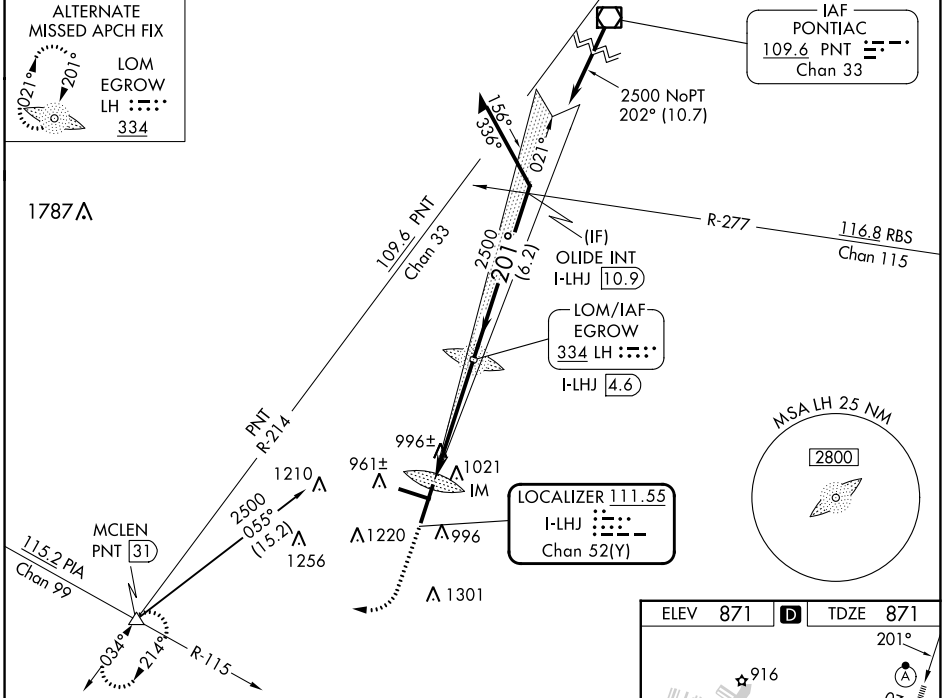 ALTERNATE
MISSED APCH FIX
LOM
EGROW
LH
334
021°
201°
IAF
PONTIAC
109.6 PNT
Chan 33
2500 NoPT
202° (10.7)
156°
336°
021°
1787
109.6 PNT
Chan 33
R-277
116.8 RBS
Chan 115
2500
201°
(6.2)
(IF)
OLIDE INT
I-LHJ 10.9
LOM/IAF
EGROW
334 LH
I-LHJ 4.6
MSA LH 25 NM
2800
PNT
R-214
996±
961±
1021
IM
1210
LOCALIZER 111.55
I-LHJ
Chan 52(Y)
2500
055°
(15.2)
1256
1220
996
MCLEN
PNT 31
115.2 PIA
Chan 99
1301
034°
214°
R-115
ELEV 871 D TDZE 871
201°
916
A